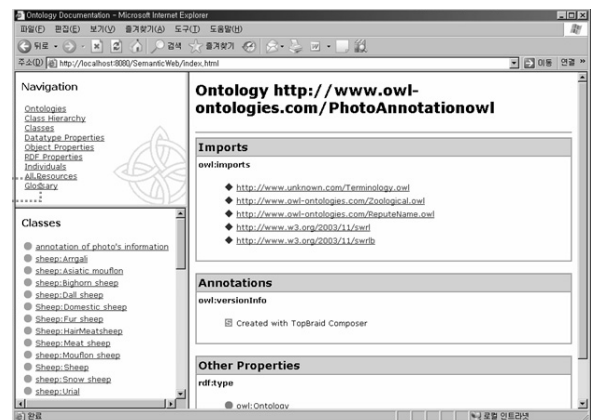 Ontology Documentation - Microsoft Internet Explorer
파일(F) 편집(E) 보기(V) 즐겨찾기(A) 도구(T) 도움말(H)
뒤로 검색 즐겨찾기
주소(D) http://localhost:8080/SemanticWeb/index.html 이동 연결 »
Navigation
Ontologies
Class Hierarchy
Classes
Datatype Properties
Object Properties
RDF Properties
Individuals
All Resources
Glossary
Classes
annotation of photo's information
sheep:Arrgali
sheep:Asiatic mouflon
sheep:Bighorn sheep
sheep:Dall sheep
Sheep:Domestic sheep
Sheep:Fur sheep
Sheep:HairMeatsheep
Sheep:Meat sheep
sheep:Mouflon sheep
Sheep:Sheep
sheep:Snow sheep
sheep:Urial
Ontology http://www.owl-
ontologies.com/PhotoAnnotationowl
Imports
owl:imports
http://www.unknown.com/Terminology.owl
http://www.owl-ontologies.com/Zoological.owl
http://www.owl-ontologies.com/ReputeName.owl
http://www.w3.org/2003/11/swrl
http://www.w3.org/2003/11/swrlb
Annotations
owl:versionInfo
Created with TopBraid Composer
Other Properties
rdf:type
owl:Ontology
완료 로컬 인트라넷